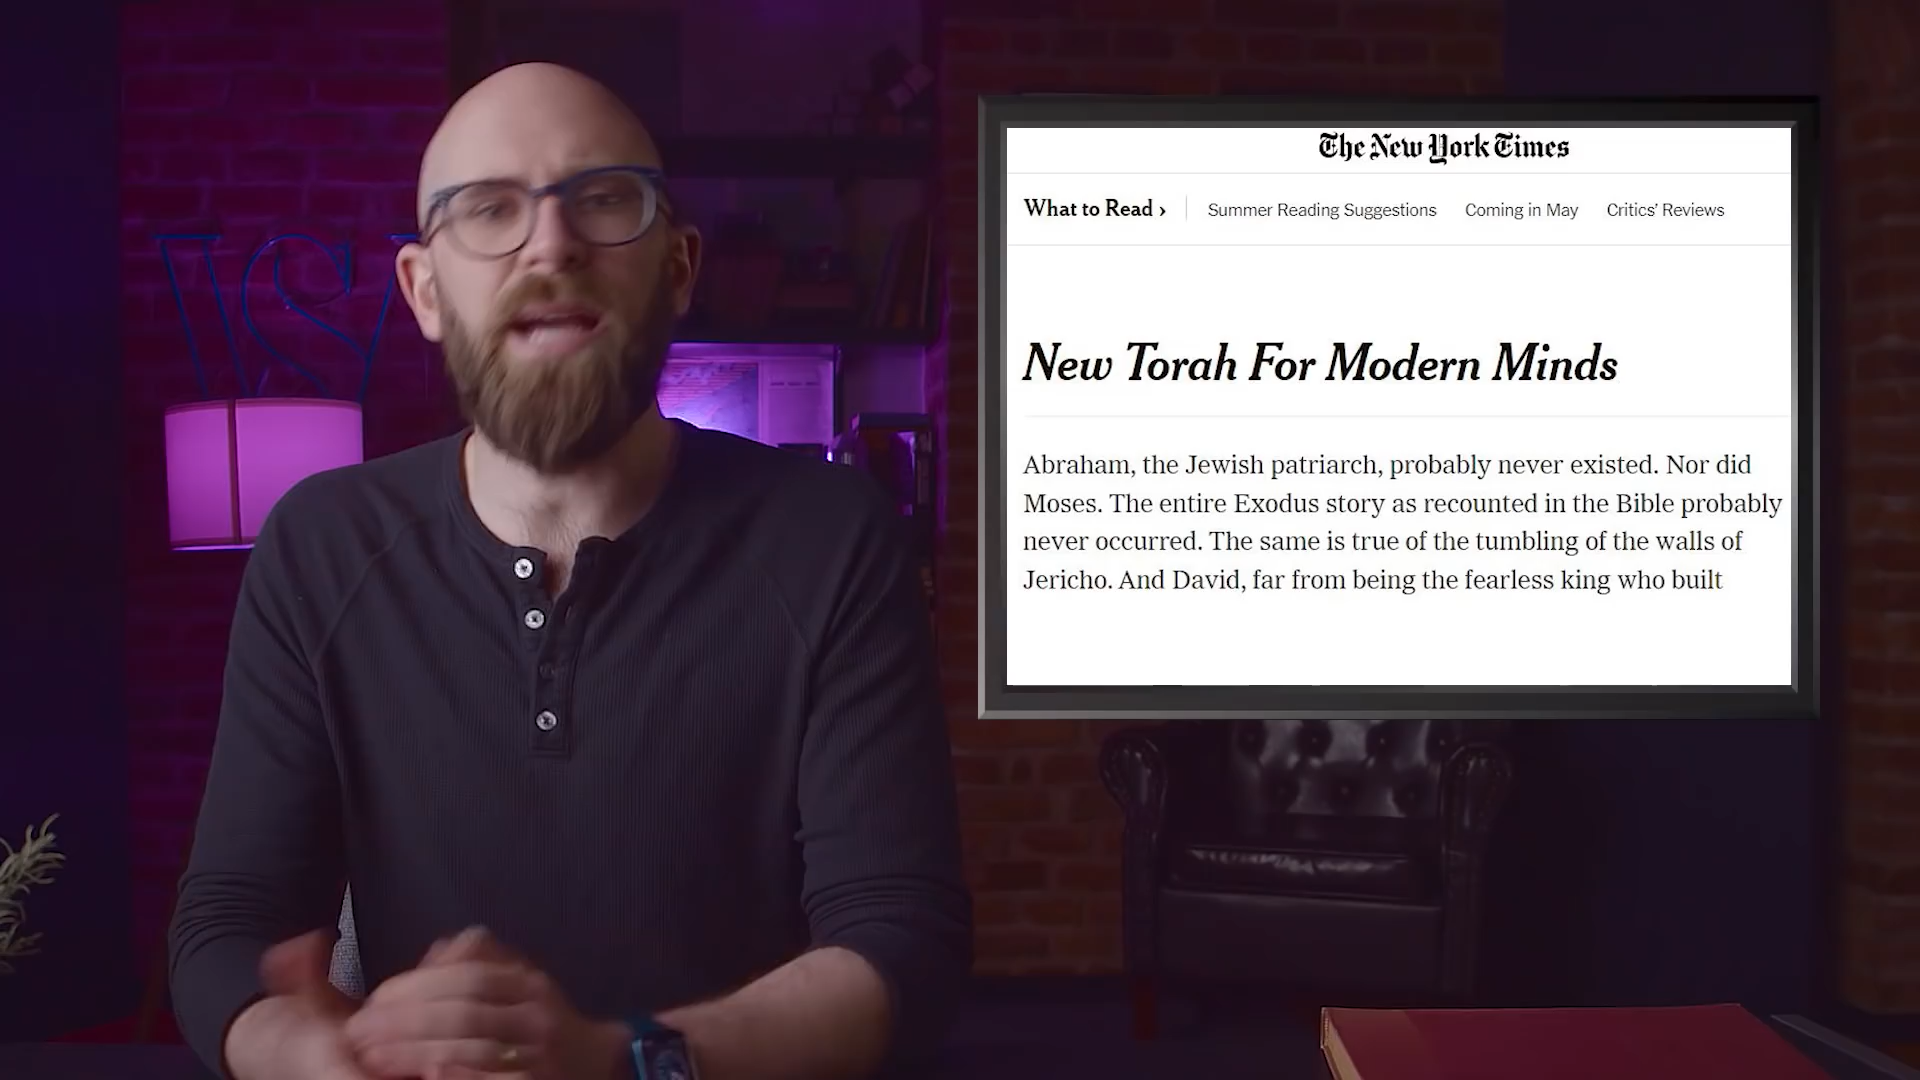 The New York Times
What to Read ›
Summer Reading Suggestions
Coming in May
Critics' Reviews
New Torah For Modern Minds
Abraham, the Jewish patriarch, probably never existed. Nor did
Moses. The entire Exodus story as recounted in the Bible probably
never occurred. The same is true of the tumbling of the walls of
Jericho. And David, far from being the fearless king who built